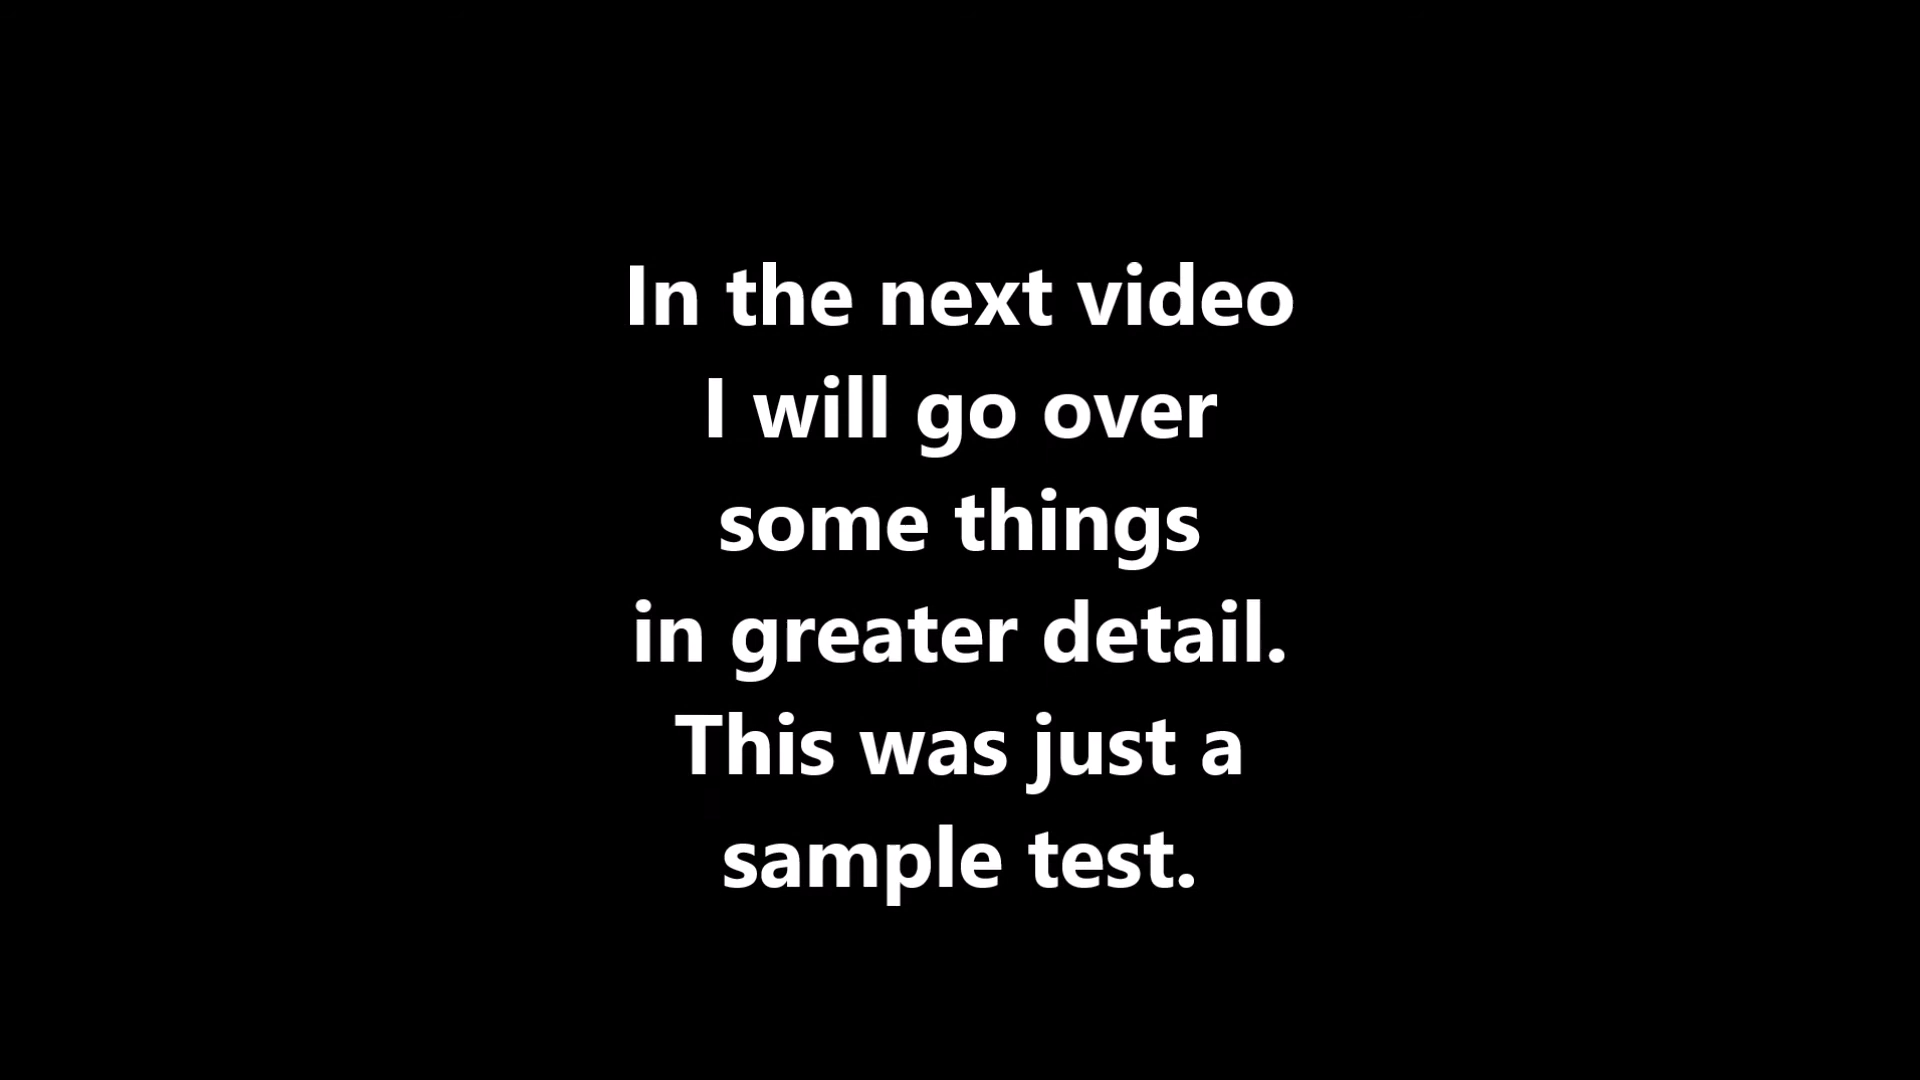 In the next video
I will go over
some things
in greater detail.
This was just a
sample test.